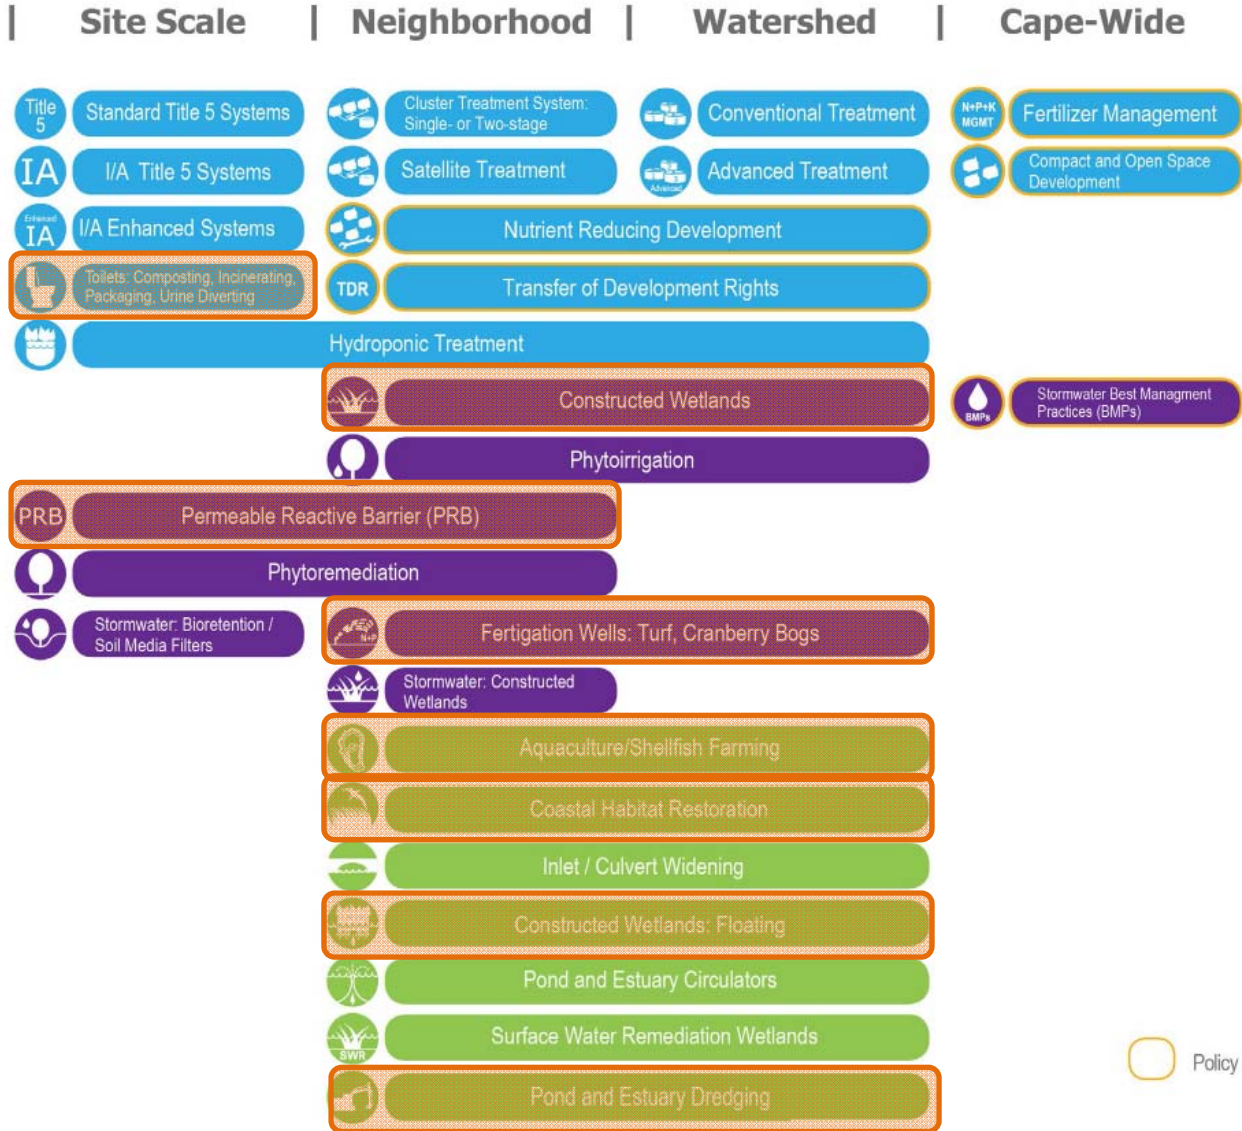 Site Scale
Neighborhood
Watershed
Cape-Wide
Title
5
Standard Title 5 Systems
Cluster Treatment System:
Single- or Two-stage
Conventional Treatment
N+P+K
MGMT
Fertilizer Management
IA
I/A Title 5 Systems
Satellite Treatment
Advanced
Advanced Treatment
Compact and Open Space
Development
Enhanced
IA
I/A Enhanced Systems
Nutrient Reducing Development
Toilets: Composting, Incinerating,
Packaging, Urine Diverting
TDR
Transfer of Development Rights
Hydroponic Treatment
Constructed Wetlands
BMPs
Stormwater Best Managment
Practices (BMPs)
Phytoirrigation
PRB
Permeable Reactive Barrier (PRB)
Phytoremediation
Stormwater: Bioretention /
Soil Media Filters
N+P
Fertigation Wells: Turf, Cranberry Bogs
Stormwater: Constructed
Wetlands
Aquaculture/Shellfish Farming
Coastal Habitat Restoration
Inlet / Culvert Widening
Constructed Wetlands: Floating
Pond and Estuary Circulators
SWR
Surface Water Remediation Wetlands
Pond and Estuary Dredging
Policy